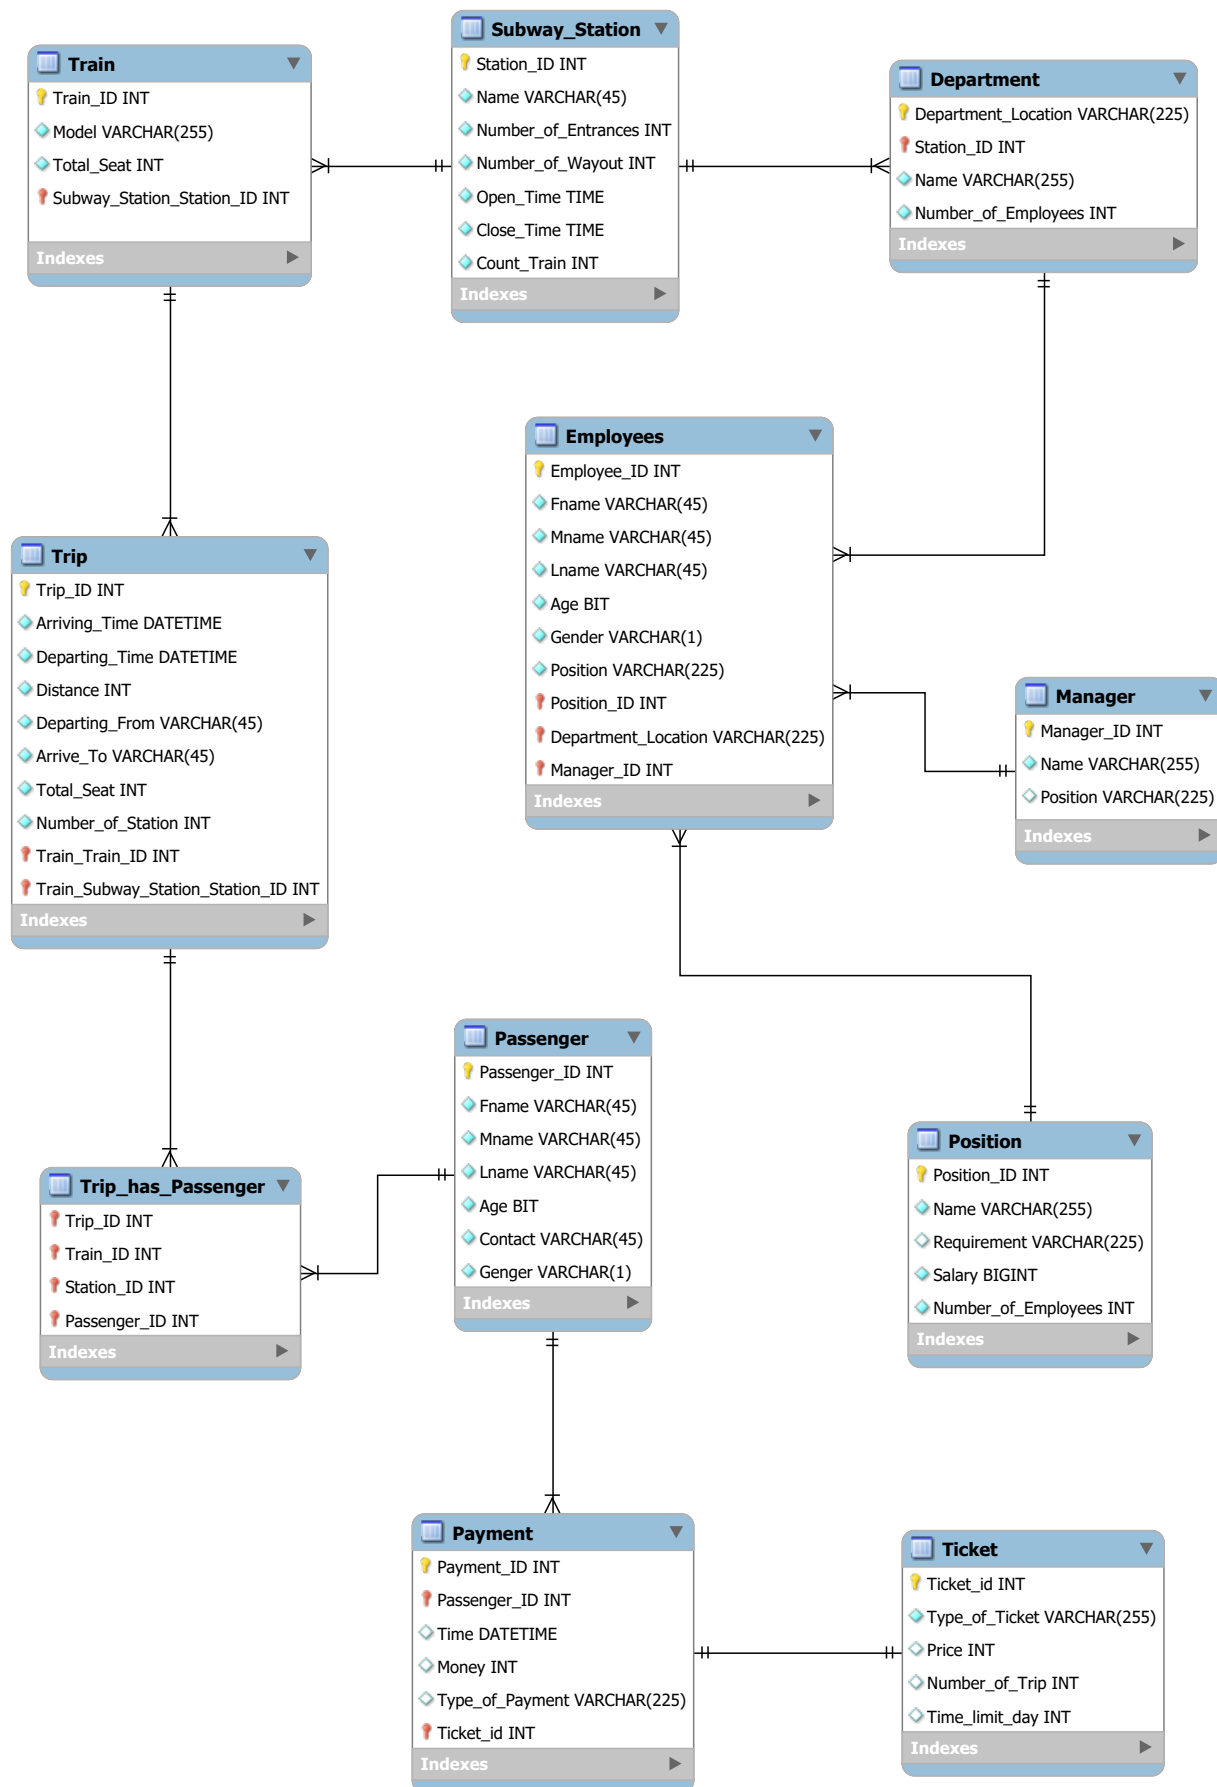 Subway_Station
Station_ID INT
Name VARCHAR(45)
Number_of_Entrances INT
Number_of_Wayout INT
Open_Time TIME
Close_Time TIME
Count_Train INT
Indexes
Train
Train_ID INT
Model VARCHAR(255)
Total_Seat INT
Subway_Station_Station_ID INT
Indexes
Department
Department_Location VARCHAR(225)
Station_ID INT
Name VARCHAR(255)
Number_of_Employees INT
Indexes
Employees
Employee_ID INT
Fname VARCHAR(45)
Mname VARCHAR(45)
Lname VARCHAR(45)
Age BIT
Gender VARCHAR(1)
Position VARCHAR(225)
Position_ID INT
Department_Location VARCHAR(225)
Manager_ID INT
Indexes
Trip
Trip_ID INT
Arriving_Time DATETIME
Departing_Time DATETIME
Distance INT
Departing_From VARCHAR(45)
Arrive_To VARCHAR(45)
Total_Seat INT
Number_of_Station INT
Train_Train_ID INT
Train_Subway_Station_Station_ID INT
Indexes
Manager
Manager_ID INT
Name VARCHAR(255)
Position VARCHAR(225)
Indexes
Passenger
Passenger_ID INT
Fname VARCHAR(45)
Mname VARCHAR(45)
Lname VARCHAR(45)
Age BIT
Contact VARCHAR(45)
Genger VARCHAR(1)
Indexes
Position
Position_ID INT
Name VARCHAR(255)
Requirement VARCHAR(225)
Salary BIGINT
Number_of_Employees INT
Indexes
Trip_has_Passenger
Trip_ID INT
Train_ID INT
Station_ID INT
Passenger_ID INT
Indexes
Payment
Payment_ID INT
Passenger_ID INT
Time DATETIME
Money INT
Type_of_Payment VARCHAR(225)
Ticket_id INT
Indexes
Ticket
Ticket_id INT
Type_of_Ticket VARCHAR(255)
Price INT
Number_of_Trip INT
Time_limit_day INT
Indexes